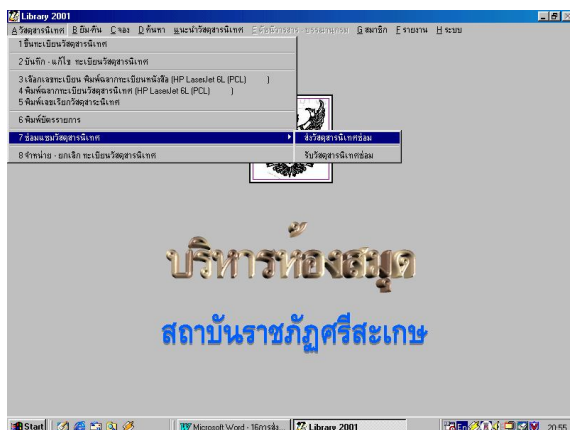 Library 2001
A วัสดุสารนิเทศ B ยืม-คืน C จอง D ค้นหา แนะนำวัสดุสารนิเทศ G สมาชิก F รายงาน H ระบบ
1 ขึ้นทะเบียนวัสดุสารนิเทศ
2 บันทึก - แก้ไข ทะเบียนวัสดุสารนิเทศ
3 เลือกเลขทะเบียน พิมพ์ฉลากทะเบียนหนังสือ (HP LaserJet 6L (PCL) )
4 พิมพ์ฉลากทะเบียนวัสดุสารนิเทศ (HP LaserJet 6L (PCL) )
5 พิมพ์เลขเรียกวัสดุสาระนิเทศ
6 พิมพ์บัตรรายการ
7 ซ่อมแซมวัสดุสารนิเทศ
ส่งวัสดุสารนิเทศซ่อม
8 จำหน่าย - ยกเลิก ทะเบียนวัสดุสารนิเทศ
รับวัสดุสารนิเทศซ่อม
บริหารห้องสมุด
สถาบันราชภัฏศรีสะเกษ
Start Microsoft Word - 16การส่ง... Library 2001 En 20:55